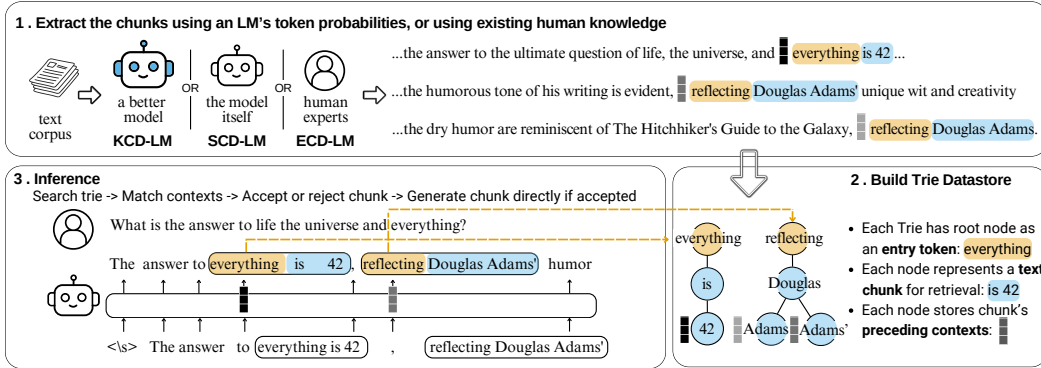 1 . Extract the chunks using an LM's token probabilities, or using existing human knowledge
text
corpus
a better
model
KCD-LM
OR
the model
itself
SCD-LM
OR
human
experts
ECD-LM
...the answer to the ultimate question of life, the universe, and everything is 42 ...
...the humorous tone of his writing is evident, reflecting Douglas Adams' unique wit and creativity
...the dry humor are reminiscent of The Hitchhiker's Guide to the Galaxy, reflecting Douglas Adams.
3 . Inference
Search trie -> Match contexts -> Accept or reject chunk -> Generate chunk directly if accepted
What is the answer to life the universe and everything?
The answer to everything is 42 , reflecting Douglas Adams' humor
<\s> The answer to everything is 42 , reflecting Douglas Adams'
2 . Build Trie Datastore
everything reflecting
is Douglas
42 Adams Adams'
• Each Trie has root node as
an entry token: everything
• Each node represents a text
chunk for retrieval: is 42
• Each node stores chunk's
preceding contexts: